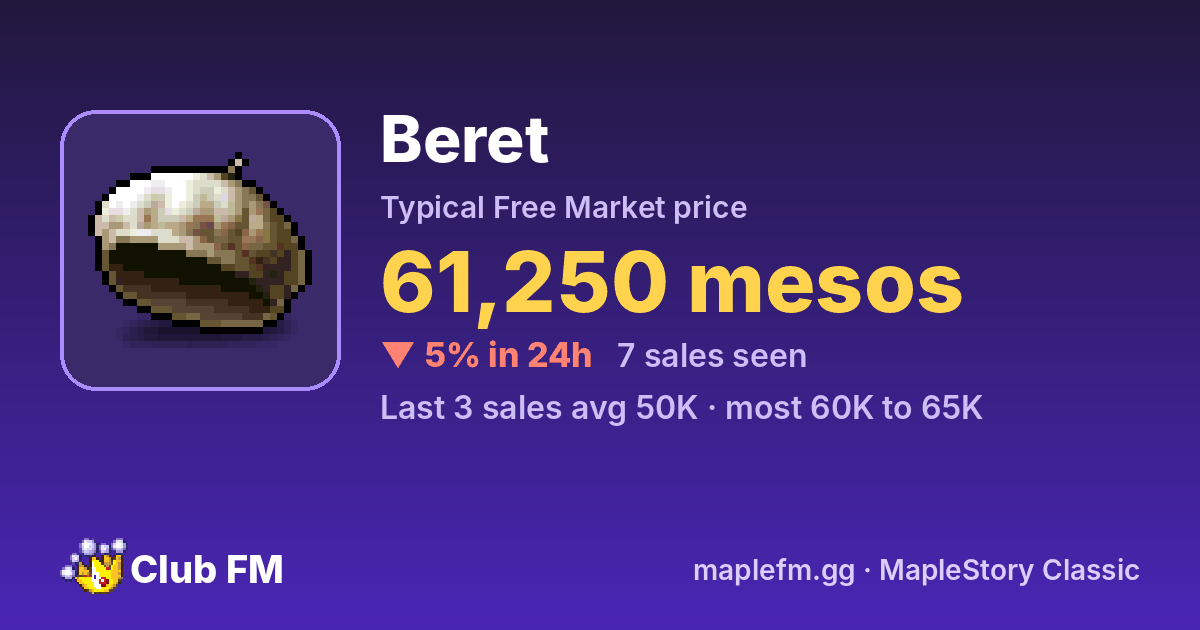 Beret
Typical Free Market price
61,250 mesos
▼ 5% in 24h 7 sales seen
Last 3 sales avg 50K · most 60K to 65K
Club FM
maplefm.gg · MapleStory Classic